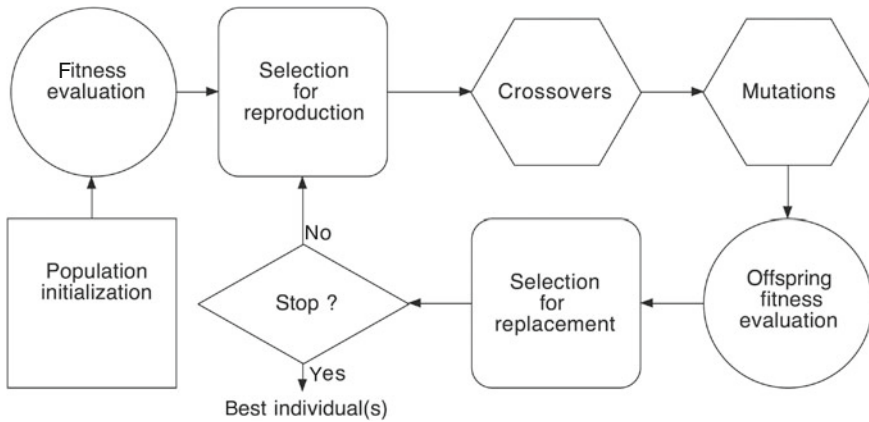 Fitness
evaluation
Selection
for
reproduction
Crossovers
Mutations
Population
initialization
No
Stop ?
Yes
Best individual(s)
Selection
for
replacement
Offspring
fitness
evaluation